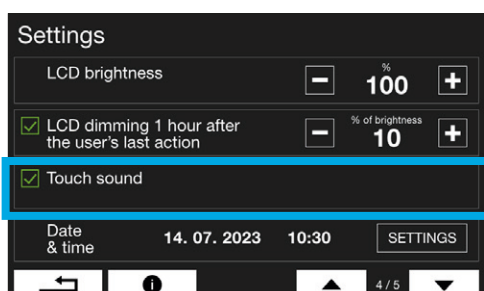 Settings
LCD brightness
%
− 100 +
LCD dimming 1 hour after
the user's last action
% of brightness
− 10 +
Touch sound
Date
& time
14. 07. 2023 10:30 SETTINGS
4 / 5